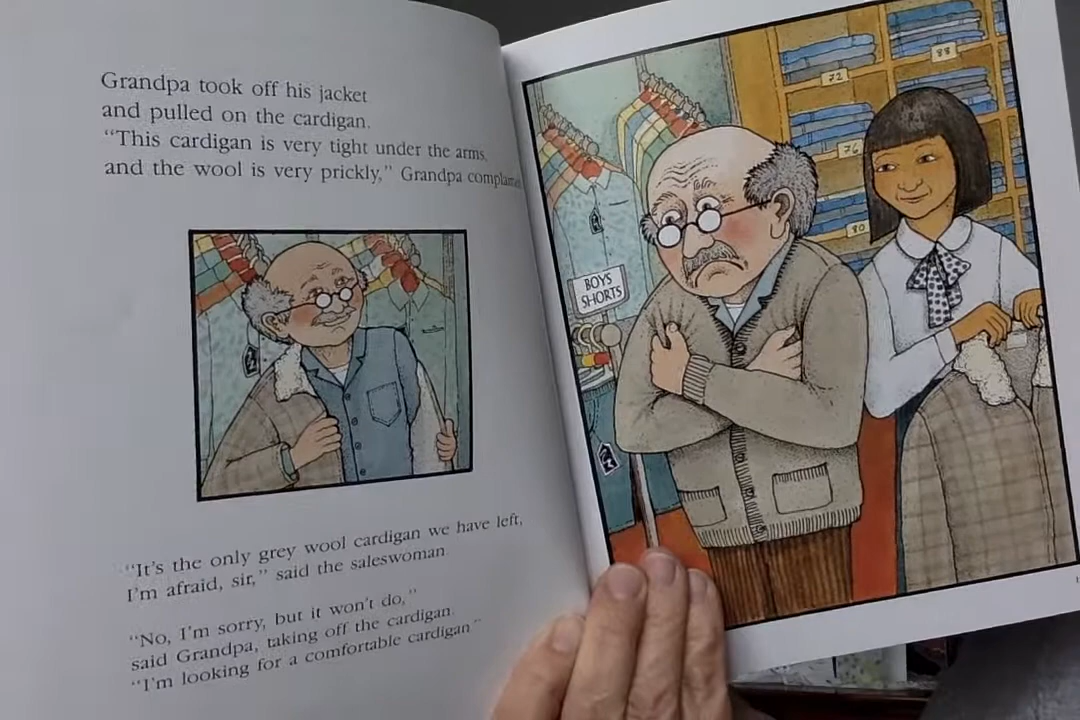 Grandpa took off his jacket
and pulled on the cardigan.
“This cardigan is very tight under the arms,
and the wool is very prickly,” Grandpa
“It’s the only grey wool cardigan we have left,
I’m afraid, sir,” said the saleswoman.
“No, I’m sorry, but it won’t do,”
said Grandpa, taking off the cardigan.
“I’m looking for a comfortable cardigan”
72
88
76
80
BOYS
SHORTS